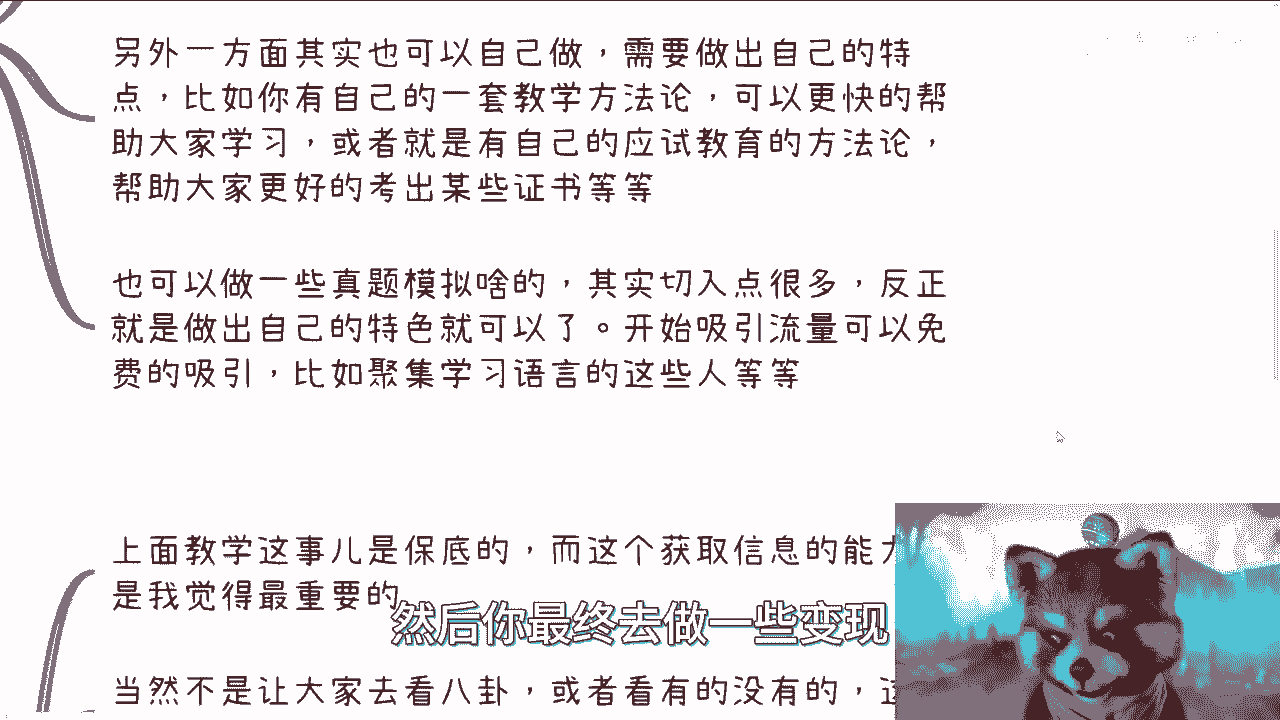 另外一方面其实也可以自己做，需要做出自己的特
点，比如你有自己的一套教学方法论，可以更快的帮
助大家学习，或者就是有自己的应试教育的方法论，
帮助大家更好的考出某些证书等等
也可以做一些真题模拟啥的，其实切入点很多，反正
就是做出自己的特色就可以了。开始吸引流量可以免
费的吸引，比如聚集学习语言的这些人等等
上面教学这事儿是保底的，而这个获取信息的能力
是我觉得最重要的
然后你最终去做一些变现
当然不是让大家去看八卦，或者看有的没有的，这